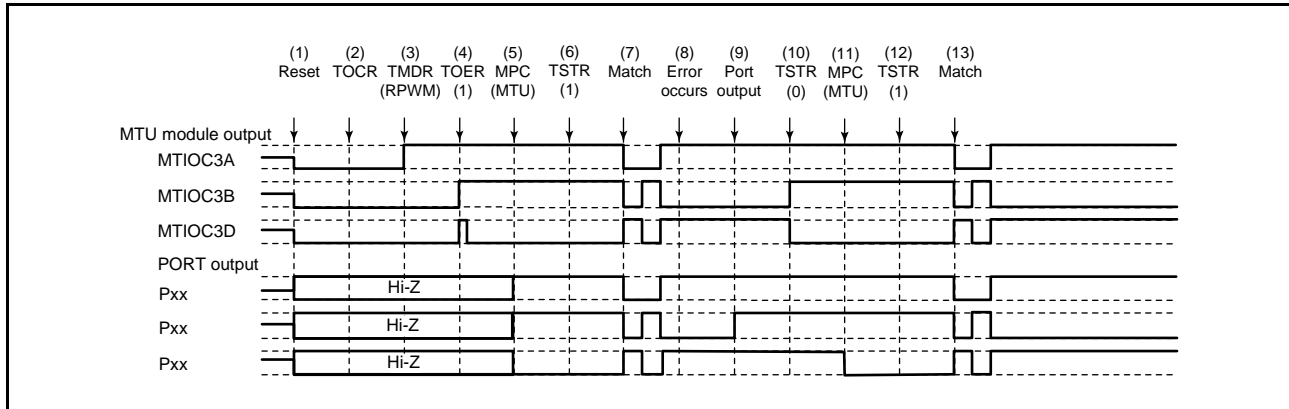 (1) (2) (3) (4) (5) (6) (7) (8) (9) (10) (11) (12) (13)
Reset TOCR TMDR TOER MPC TSTR Match Error Port TSTR MPC TSTR Match
(RPWM) (1) (MTU) (1) occurs output (0) (MTU) (1)
MTU module output
MTIOC3A
MTIOC3B
MTIOC3D
PORT output
Pxx Hi-Z
Pxx Hi-Z
Pxx Hi-Z